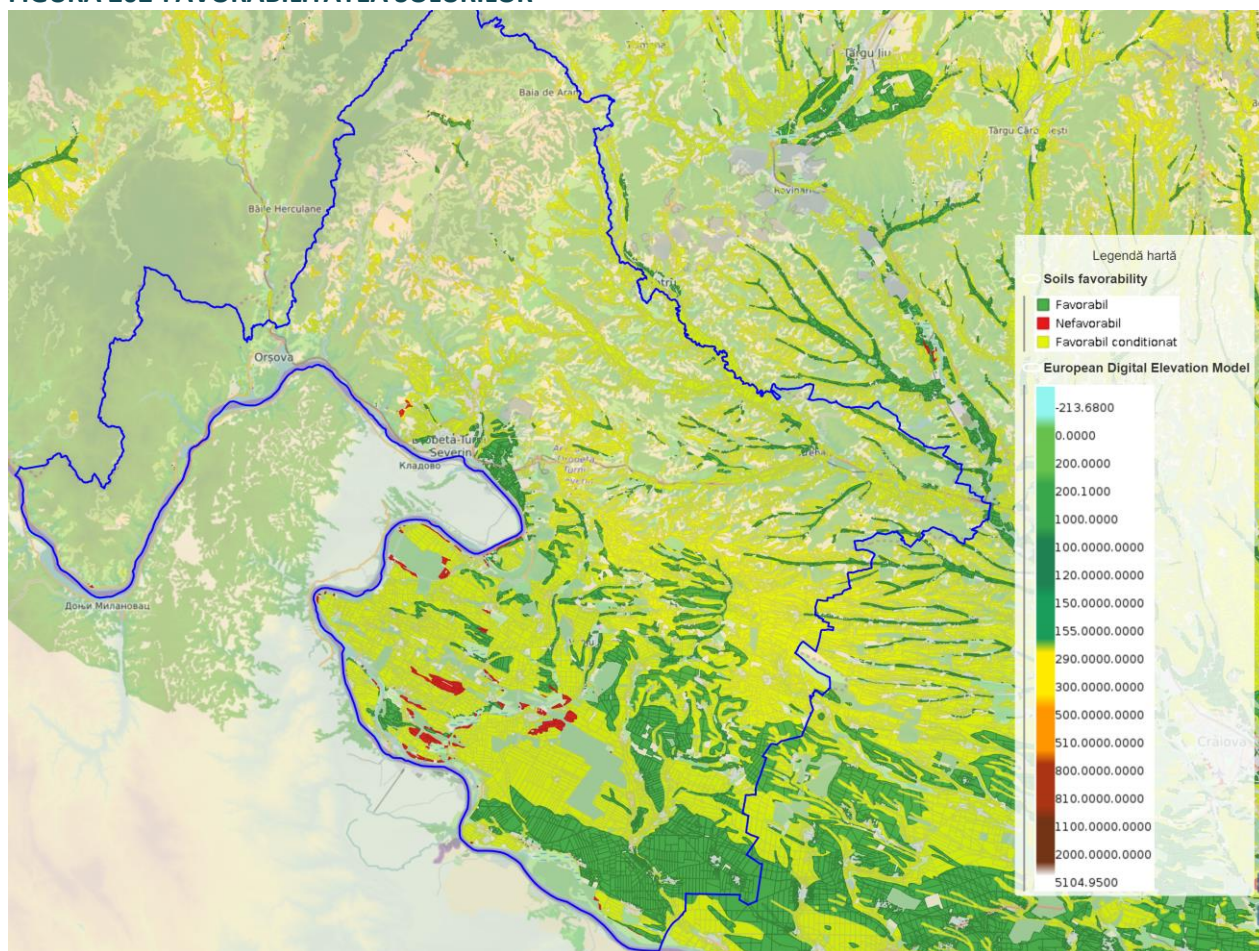 Târgu Jiu
Baia de Aramă
Târgu Cărbunești
Rovinari
Băile Herculane
Legendă hartă
Soils favorability
Favorabil
Nefavorabil
Favorabil conditionat
Orșova
European Digital Elevation Model
-213.6800
0.0000
200.0000
200.1000
1000.0000
100.0000.0000
120.0000.0000
150.0000.0000
155.0000.0000
290.0000.0000
300.0000.0000
500.0000.0000
510.0000.0000
800.0000.0000
810.0000.0000
1100.0000.0000
2000.0000.0000
5104.9500
Severin
Кладово
Доњи Милановац
Craiova